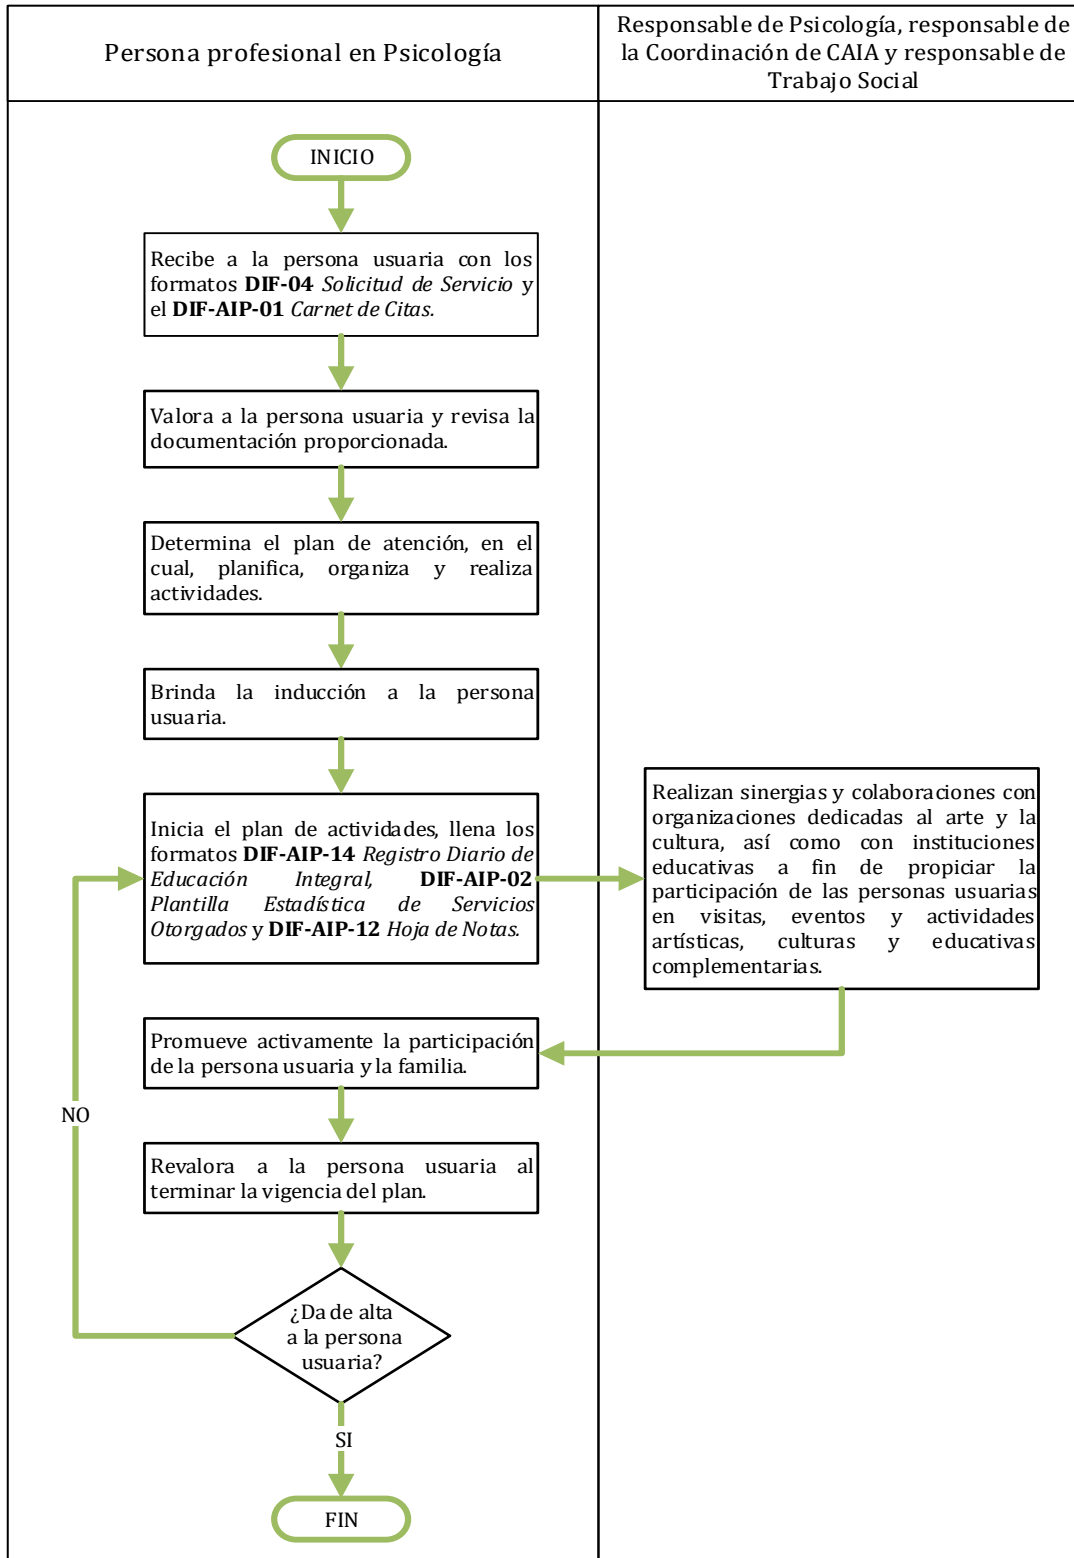 Persona profesional en Psicología
Responsable de Psicología, responsable de
la Coordinación de CAIA y responsable de
Trabajo Social
INICIO
Recibe a la persona usuaria con los
formatos DIF-04 Solicitud de Servicio y
el DIF-AIP-01 Carnet de Citas.
Valora a la persona usuaria y revisa la
documentación proporcionada.
Determina el plan de atención, en el
cual, planifica, organiza y realiza
actividades.
Brinda la inducción a la persona
usuaria.
Inicia el plan de actividades, llena los
formatos DIF-AIP-14 Registro Diario de
Educación Integral, DIF-AIP-02
Plantilla Estadística de Servicios
Otorgados y DIF-AIP-12 Hoja de Notas.
Realizan sinergias y colaboraciones con
organizaciones dedicadas al arte y la
cultura, así como con instituciones
educativas a fin de propiciar la
participación de las personas usuarias
en visitas, eventos y actividades
artísticas, culturas y educativas
complementarias.
Promueve activamente la participación
de la persona usuaria y la familia.
NO
Revalora a la persona usuaria al
terminar la vigencia del plan.
¿Da de alta
a la persona
usuaria?
SI
FIN